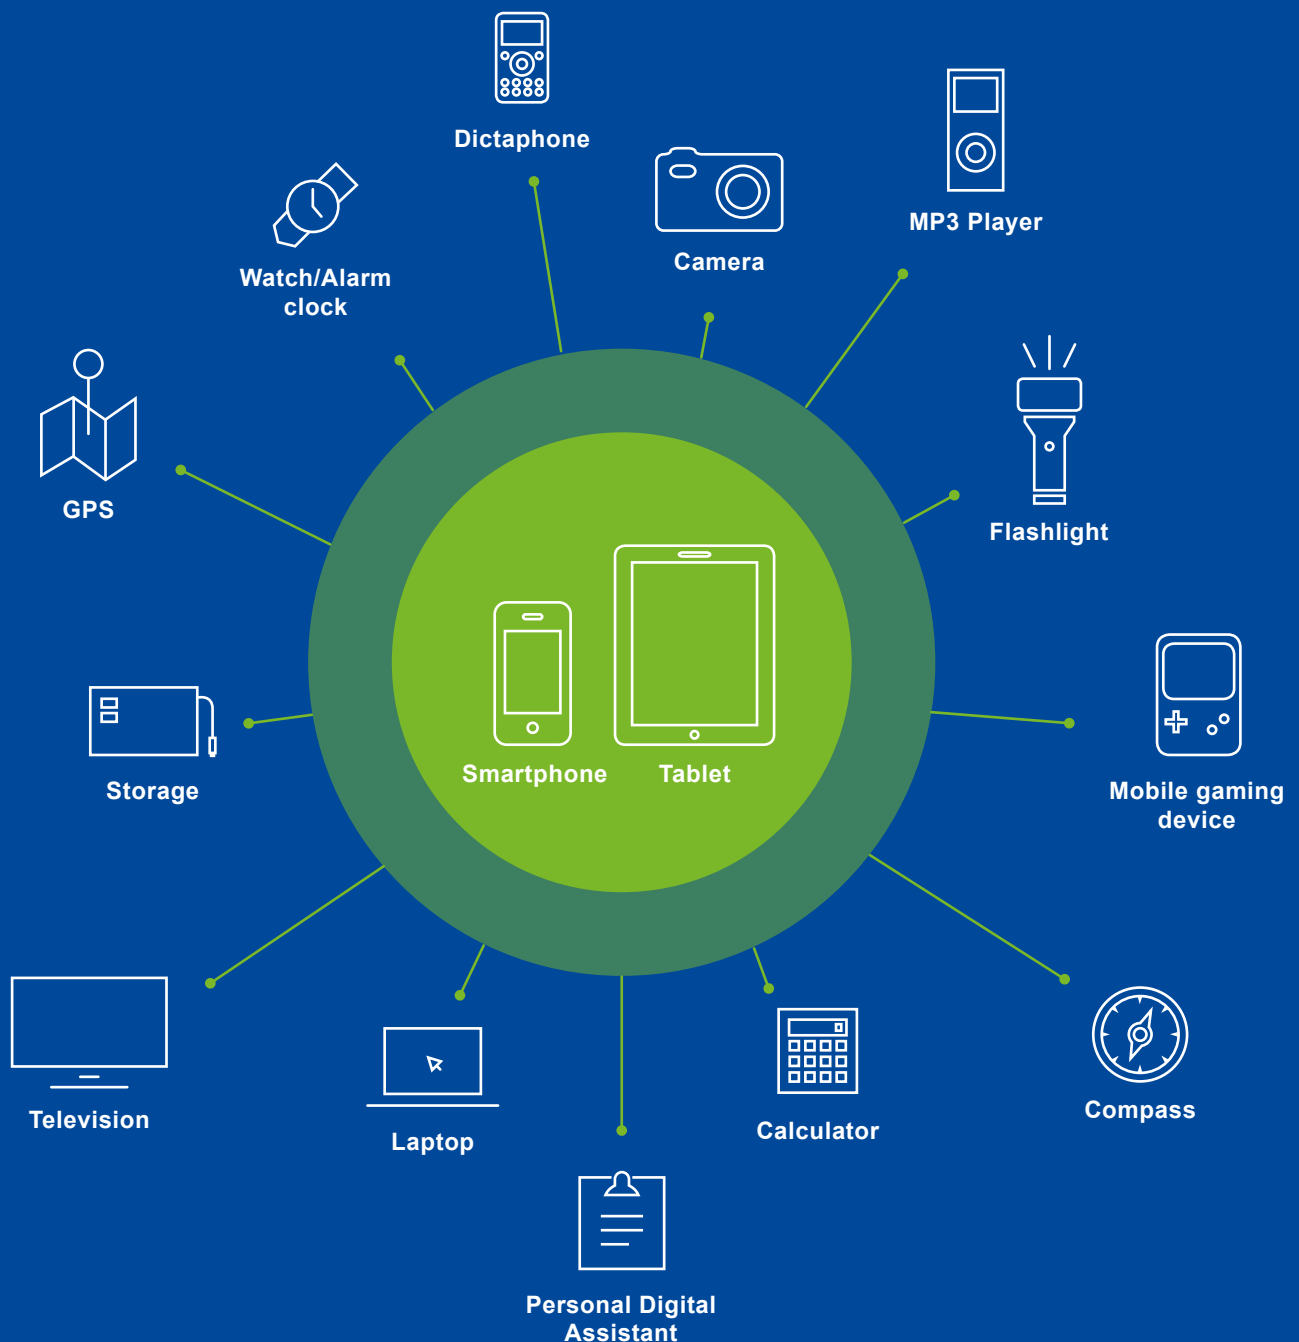 Dictaphone
MP3 Player
Camera
Watch/Alarm
clock
GPS
Flashlight
Smartphone
Tablet
Storage
Mobile gaming
device
Television
Laptop
Calculator
Compass
Personal Digital
Assistant